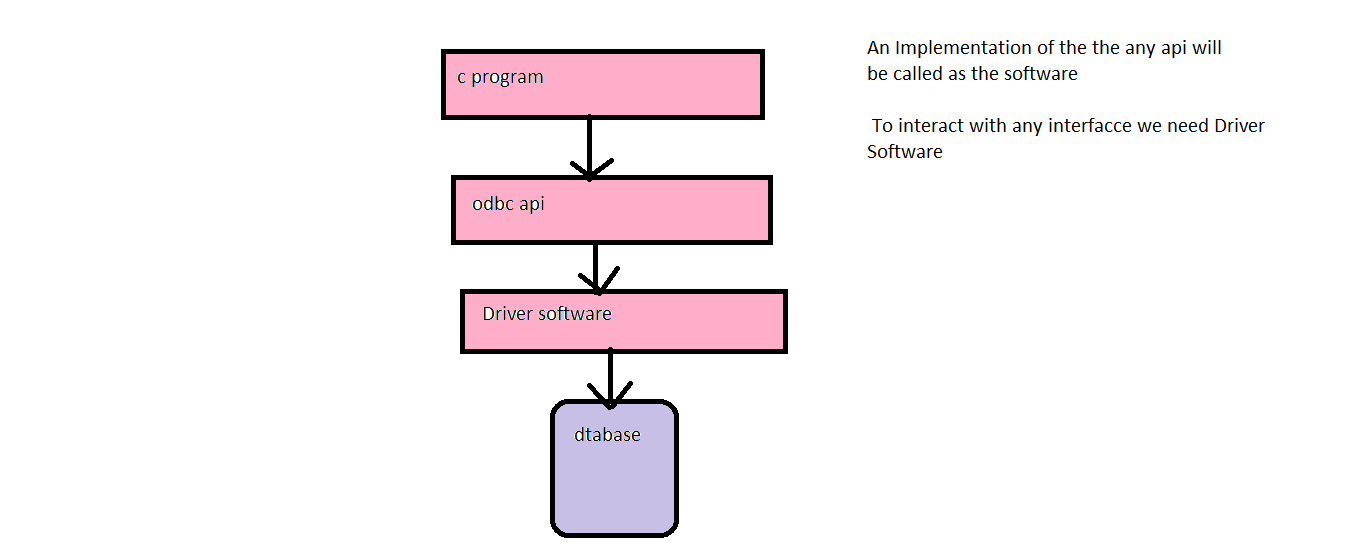 c program
odbc api
Driver software
dtabase
An Implementation of the the any api will
be called as the software
To interact with any interfacce we need Driver
Software